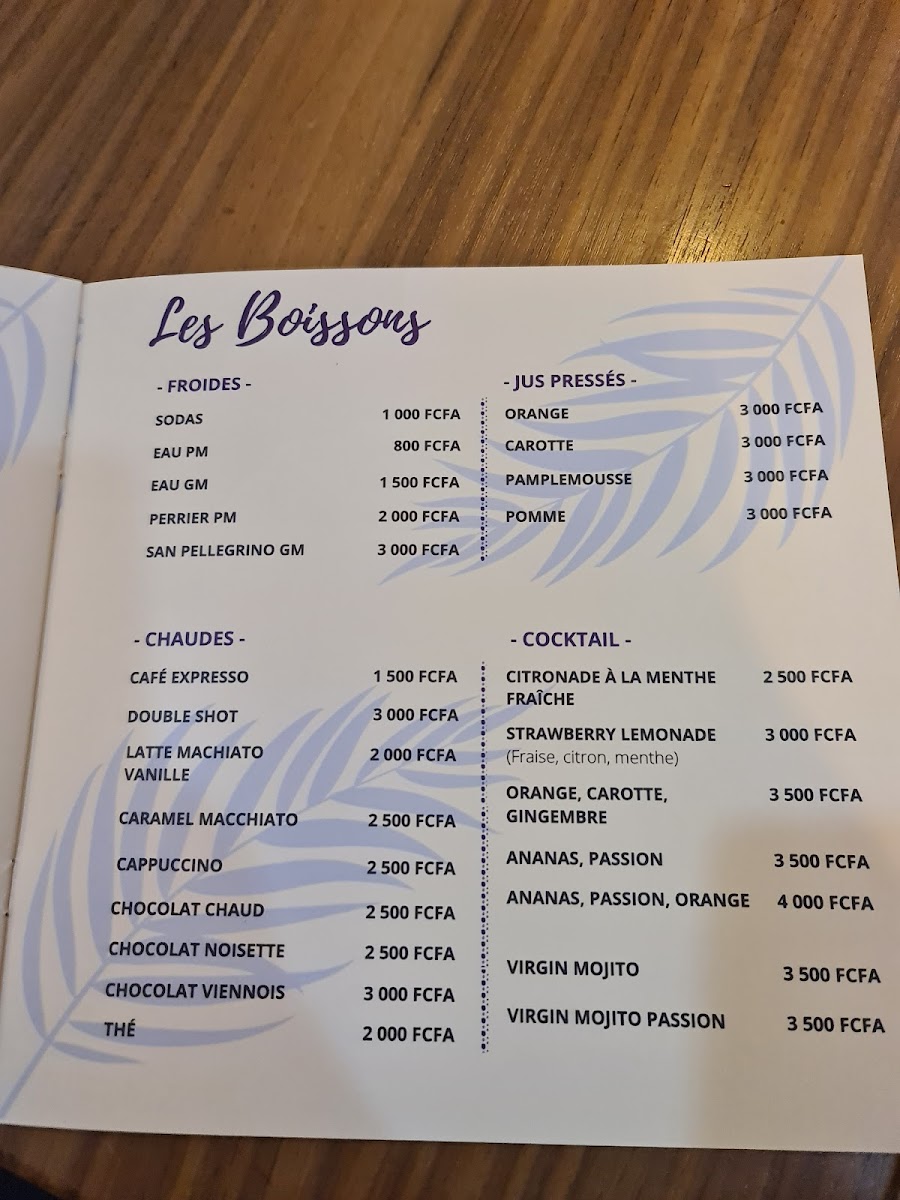 Les Boissons
- FROIDES -
SODAS 1 000 FCFA
EAU PM 800 FCFA
EAU GM 1 500 FCFA
PERRIER PM 2 000 FCFA
SAN PELLEGRINO GM 3 000 FCFA
- JUS PRESSÉS -
ORANGE 3 000 FCFA
CAROTTE 3 000 FCFA
PAMPLEMOUSSE 3 000 FCFA
POMME 3 000 FCFA
- CHAUDES -
CAFÉ EXPRESSO 1 500 FCFA
DOUBLE SHOT 3 000 FCFA
LATTE MACHIATO 2 000 FCFA
VANILLE
CARAMEL MACCHIATO 2 500 FCFA
CAPPUCCINO 2 500 FCFA
CHOCOLAT CHAUD 2 500 FCFA
CHOCOLAT NOISETTE 2 500 FCFA
CHOCOLAT VIENNOIS 3 000 FCFA
THÉ 2 000 FCFA
- COCKTAIL -
CITRONADE À LA MENTHE 2 500 FCFA
FRAÎCHE
STRAWBERRY LEMONADE 3 000 FCFA
(Fraise, citron, menthe)
ORANGE, CAROTTE, 3 500 FCFA
GINGEMBRE
ANANAS, PASSION 3 500 FCFA
ANANAS, PASSION, ORANGE 4 000 FCFA
VIRGIN MOJITO 3 500 FCFA
VIRGIN MOJITO PASSION 3 500 FCFA